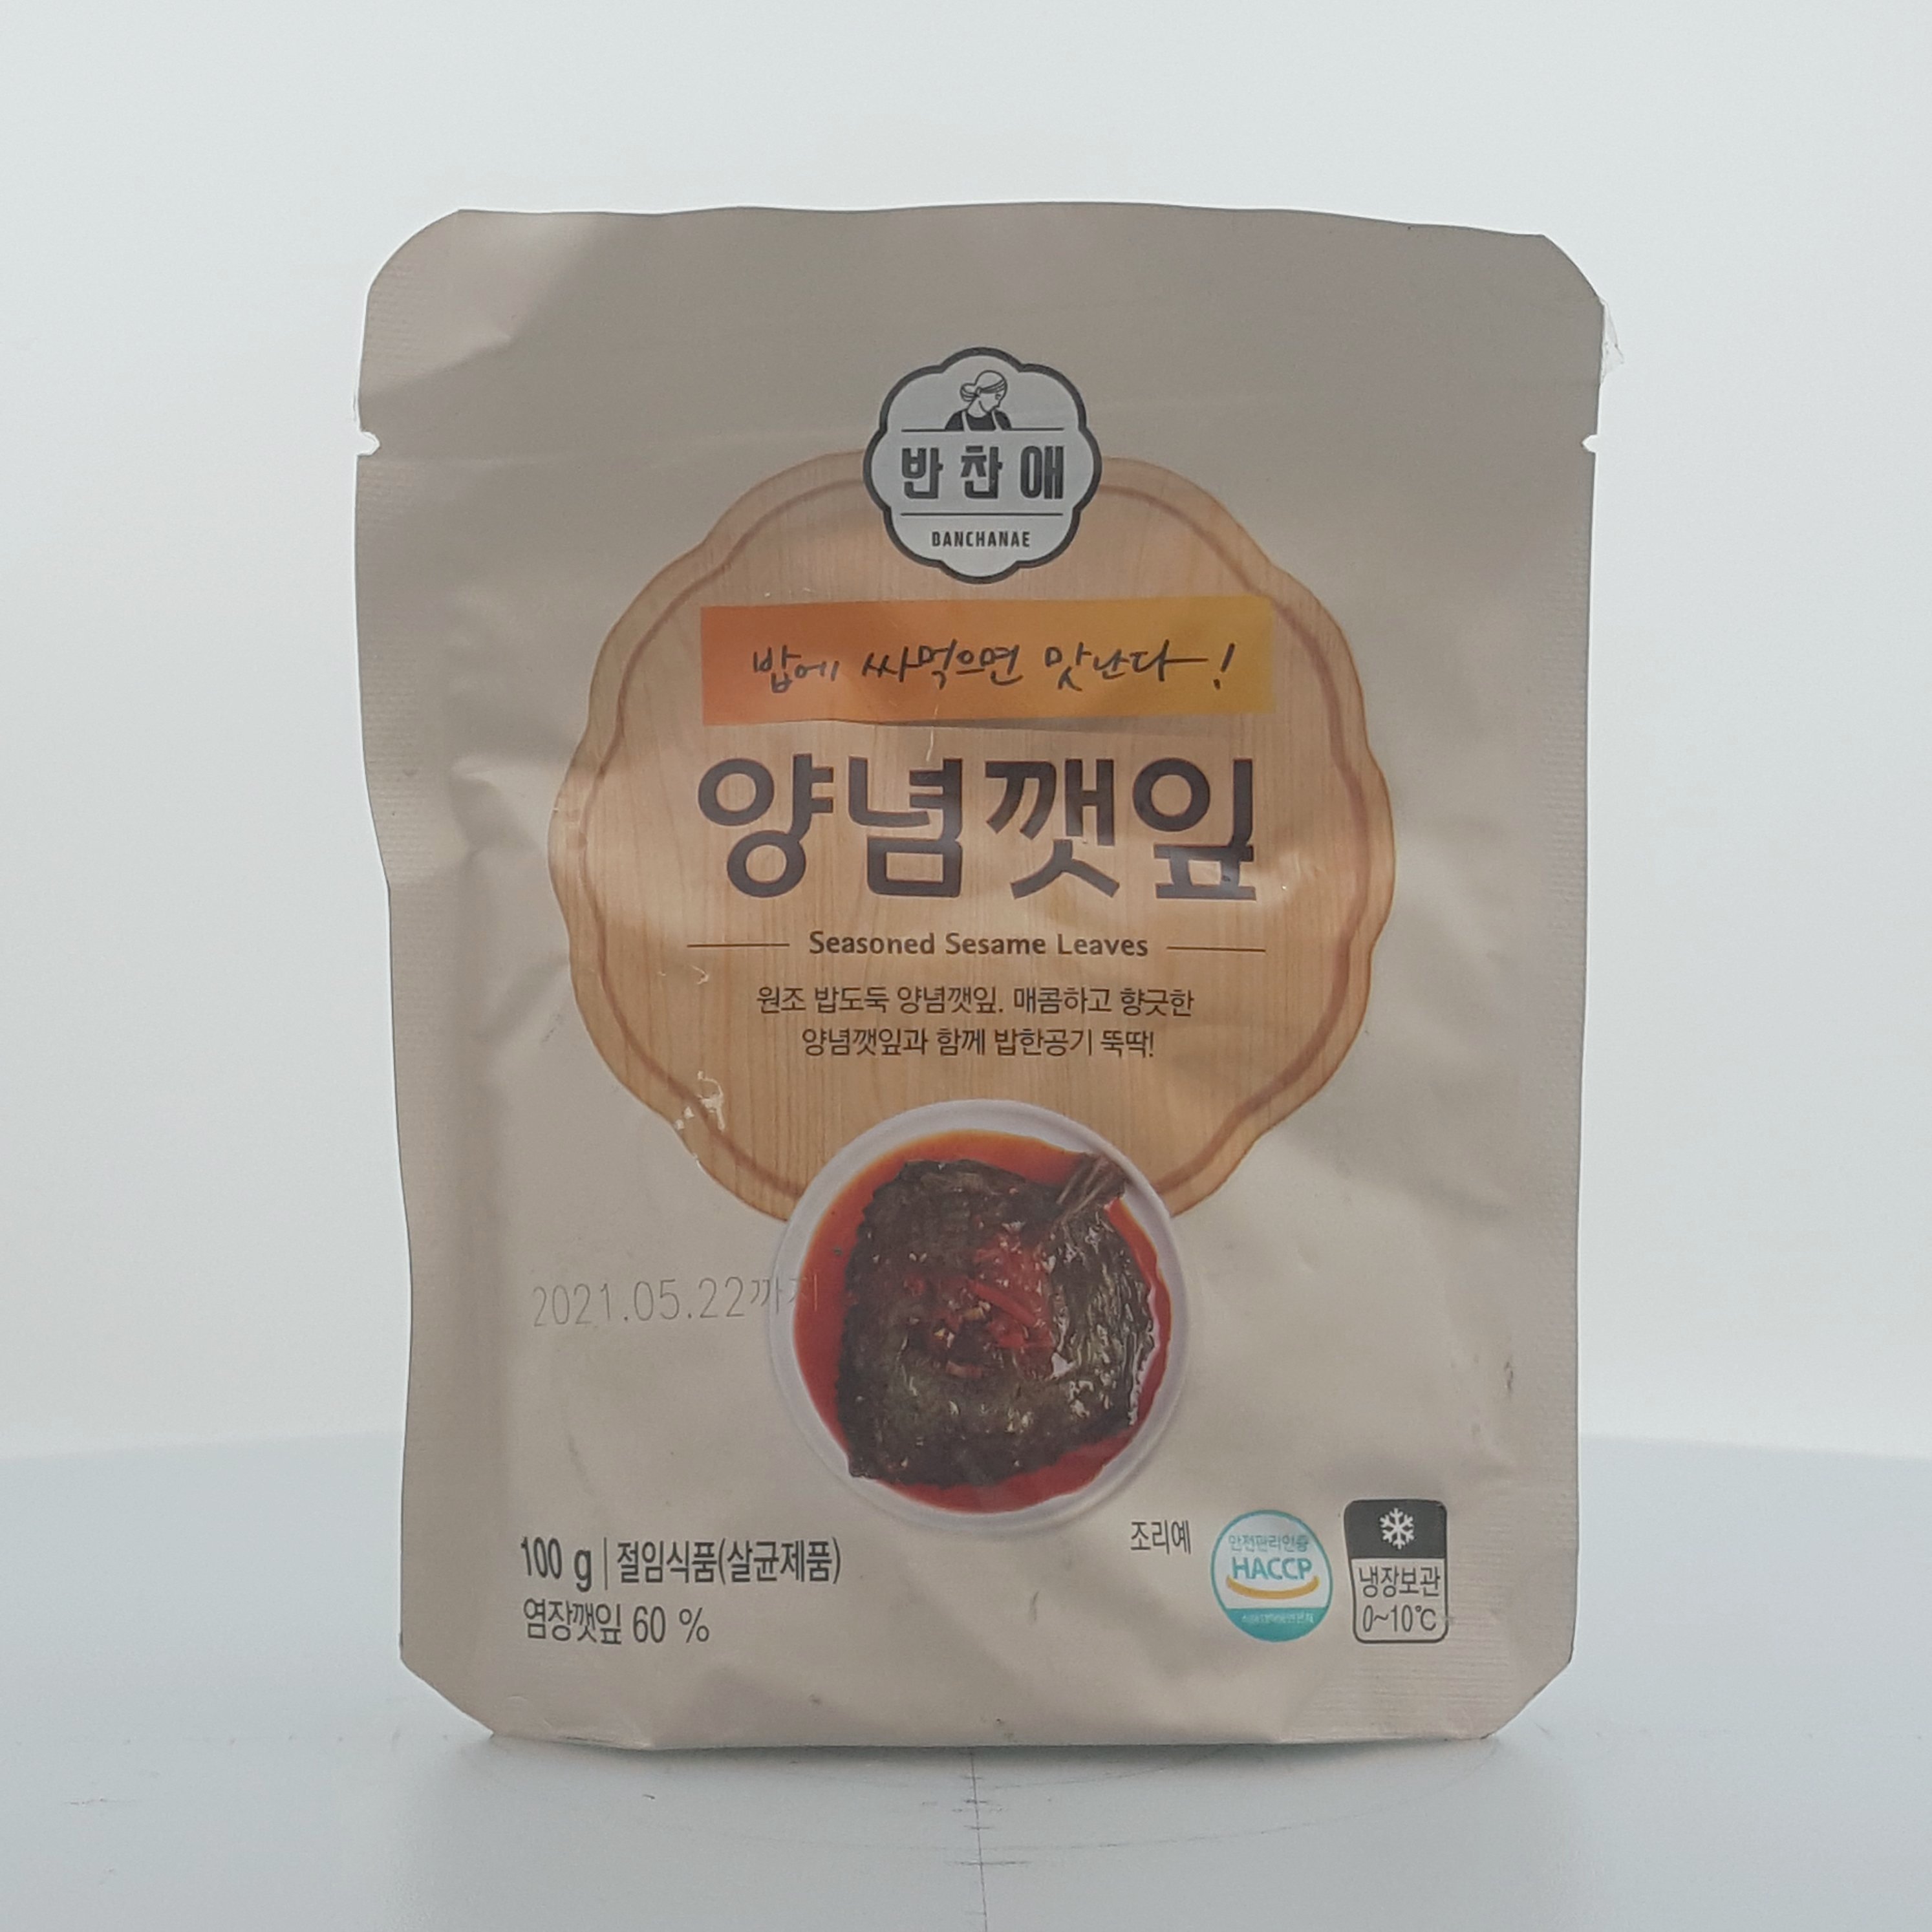 반찬애
BANCHANAE
밥에 싸먹으면 맛난다!
양념깻잎
Seasoned Sesame Leaves
원조 밥도둑 양념깻잎. 매콤하고 향긋한
양념깻잎과 함께 밥한공기 뚝딱!
2021.05.22까지
조리예
100 g | 절임식품(살균제품)
염장깻잎 60 %
안전관리인증
HACCP
냉장보관
0~10℃